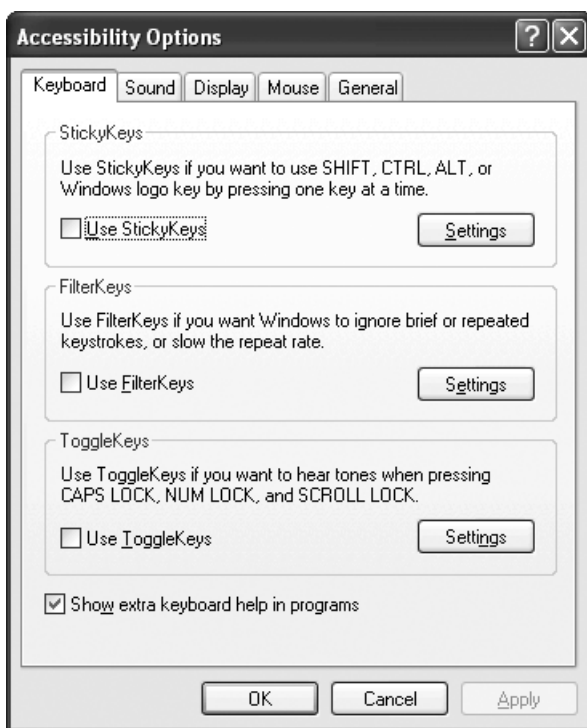 Accessibility Options
Keyboard Sound Display Mouse General
StickyKeys
Use StickyKeys if you want to use SHIFT, CTRL, ALT, or
Windows logo key by pressing one key at a time.
Use StickyKeys Settings
FilterKeys
Use FilterKeys if you want Windows to ignore brief or repeated
keystrokes, or slow the repeat rate.
Use FilterKeys Settings
ToggleKeys
Use ToggleKeys if you want to hear tones when pressing
CAPS LOCK, NUM LOCK, and SCROLL LOCK.
Use ToggleKeys Settings
Show extra keyboard help in programs
OK Cancel Apply